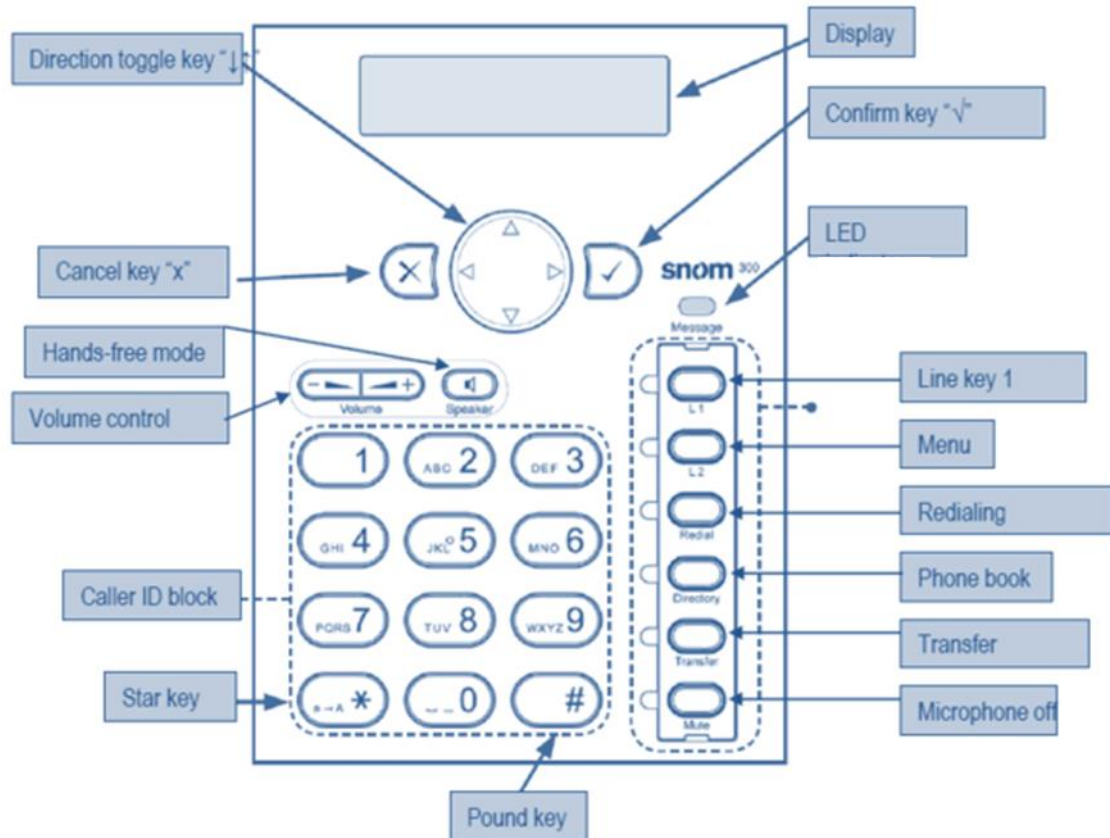 Direction toggle key "↓↑"
Display
Confirm key "√"
Cancel key "x"
LED
snom 300
Message
Hands-free mode
Volume control
Volume
Speaker
L 1
Line key 1
L 2
Menu
Redial
Redialing
Directory
Phone book
Transfer
Transfer
Mute
Microphone off
1
ABC 2
DEF 3
GHI 4
JKL 5
MNO 6
Caller ID block
PQRS 7
TUV 8
WXYZ 9
Star key
a→A *
0
#
Pound key